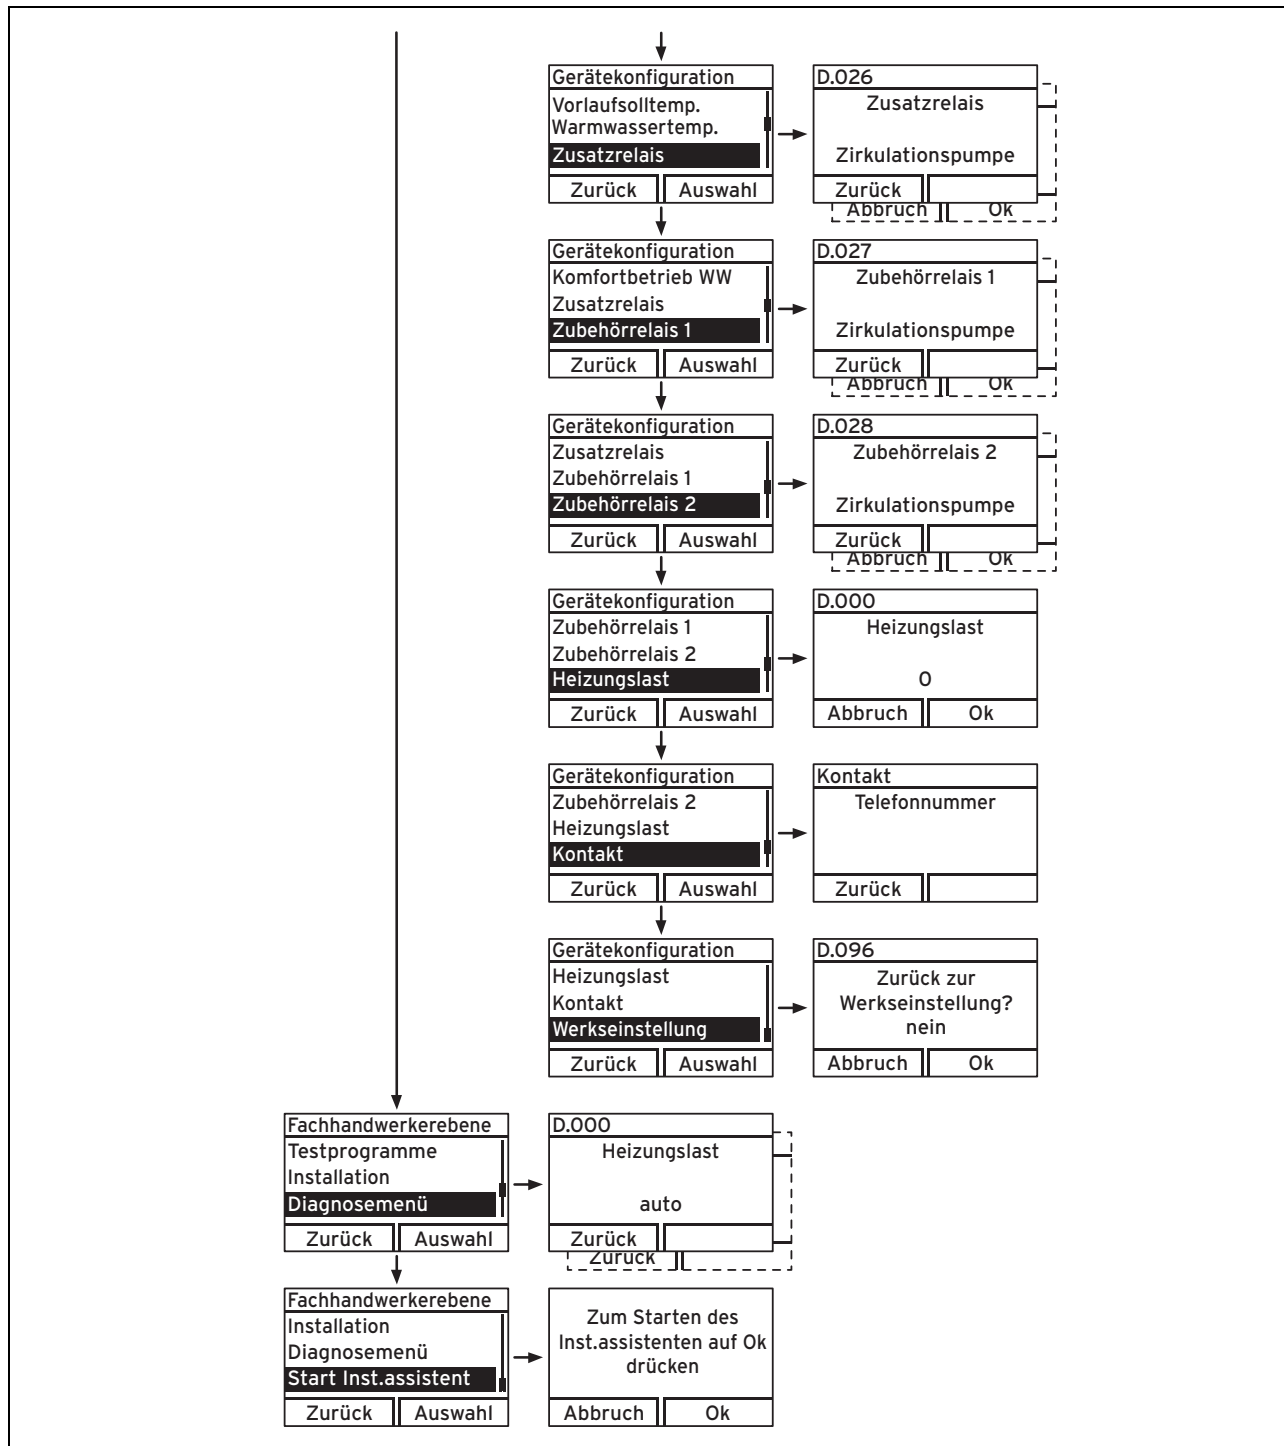 Gerätekonfiguration
Vorlaufsolltemp.
Warmwassertemp.
Zusatzrelais
Zurück Auswahl
D.026
Zusatzrelais
Zirkulationspumpe
Zurück
Abbruch Ok
Gerätekonfiguration
Komfortbetrieb WW
Zusatzrelais
Zubehörrelais 1
Zurück Auswahl
D.027
Zubehörrelais 1
Zirkulationspumpe
Zurück
Abbruch Ok
Gerätekonfiguration
Zusatzrelais
Zubehörrelais 1
Zubehörrelais 2
Zurück Auswahl
D.028
Zubehörrelais 2
Zirkulationspumpe
Zurück
Abbruch Ok
Gerätekonfiguration
Zubehörrelais 1
Zubehörrelais 2
Heizungslast
Zurück Auswahl
D.000
Heizungslast
0
Abbruch Ok
Gerätekonfiguration
Zubehörrelais 2
Heizungslast
Kontakt
Zurück Auswahl
Kontakt
Telefonnummer
Zurück
Gerätekonfiguration
Heizungslast
Kontakt
Werkseinstellung
Zurück Auswahl
D.096
Zurück zur
Werkseinstellung?
nein
Abbruch Ok
Fachhandwerkerebene
Testprogramme
Installation
Diagnosemenü
Zurück Auswahl
D.000
Heizungslast
auto
Zurück
Zurück
Fachhandwerkerebene
Installation
Diagnosemenü
Start Inst.assistent
Zurück Auswahl
Zum Starten des
Inst.assistenten auf Ok
drücken
Abbruch Ok